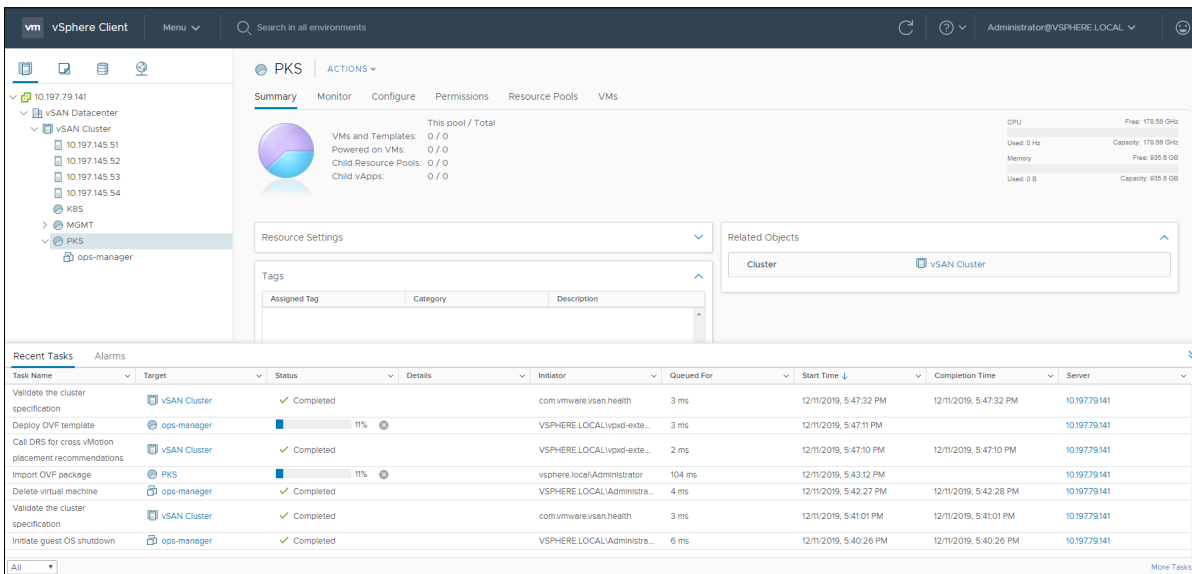 vm vSphere Client Menu Search in all environments Administrator@VSPHERE.LOCAL
10.197.79.141
vSAN Datacenter
vSAN Cluster
10.197.145.51
10.197.145.52
10.197.145.53
10.197.145.54
K8S
MGMT
PKS
ops-manager
PKS ACTIONS
Summary Monitor Configure Permissions Resource Pools VMs
This pool / Total
VMs and Templates: 0 / 0
Powered on VMs: 0 / 0
Child Resource Pools: 0 / 0
Child vApps: 0 / 0
CPU Free: 178.56 GHz
Used: 0 Hz Capacity: 178.56 GHz
Memory Free: 935.6 GB
Used: 0 B Capacity: 935.6 GB
Resource Settings
Related Objects
Cluster vSAN Cluster
Tags
Assigned Tag Category Description
Recent Tasks Alarms
Task Name Target Status Details Initiator Queued For Start Time Completion Time Server
Validate the cluster
specification vSAN Cluster Completed com.vmware.vsan.health 3 ms 12/11/2019, 5:47:32 PM 12/11/2019, 5:47:32 PM 10.197.79.141
Deploy OVF template ops-manager 11% VSPHERE.LOCAL\vpxd-exte... 3 ms 12/11/2019, 5:47:11 PM 10.197.79.141
Call DRS for cross vMotion
placement recommendations vSAN Cluster Completed VSPHERE.LOCAL\vpxd-exte... 2 ms 12/11/2019, 5:47:10 PM 12/11/2019, 5:47:10 PM 10.197.79.141
Import OVF package PKS 11% vsphere.local\Administrator 104 ms 12/11/2019, 5:43:12 PM 10.197.79.141
Delete virtual machine ops-manager Completed VSPHERE.LOCAL\Administra... 4 ms 12/11/2019, 5:42:27 PM 12/11/2019, 5:42:28 PM 10.197.79.141
Validate the cluster
specification vSAN Cluster Completed com.vmware.vsan.health 3 ms 12/11/2019, 5:41:01 PM 12/11/2019, 5:41:01 PM 10.197.79.141
Initiate guest OS shutdown ops-manager Completed VSPHERE.LOCAL\Administra... 6 ms 12/11/2019, 5:40:26 PM 12/11/2019, 5:40:26 PM 10.197.79.141
All More Tasks